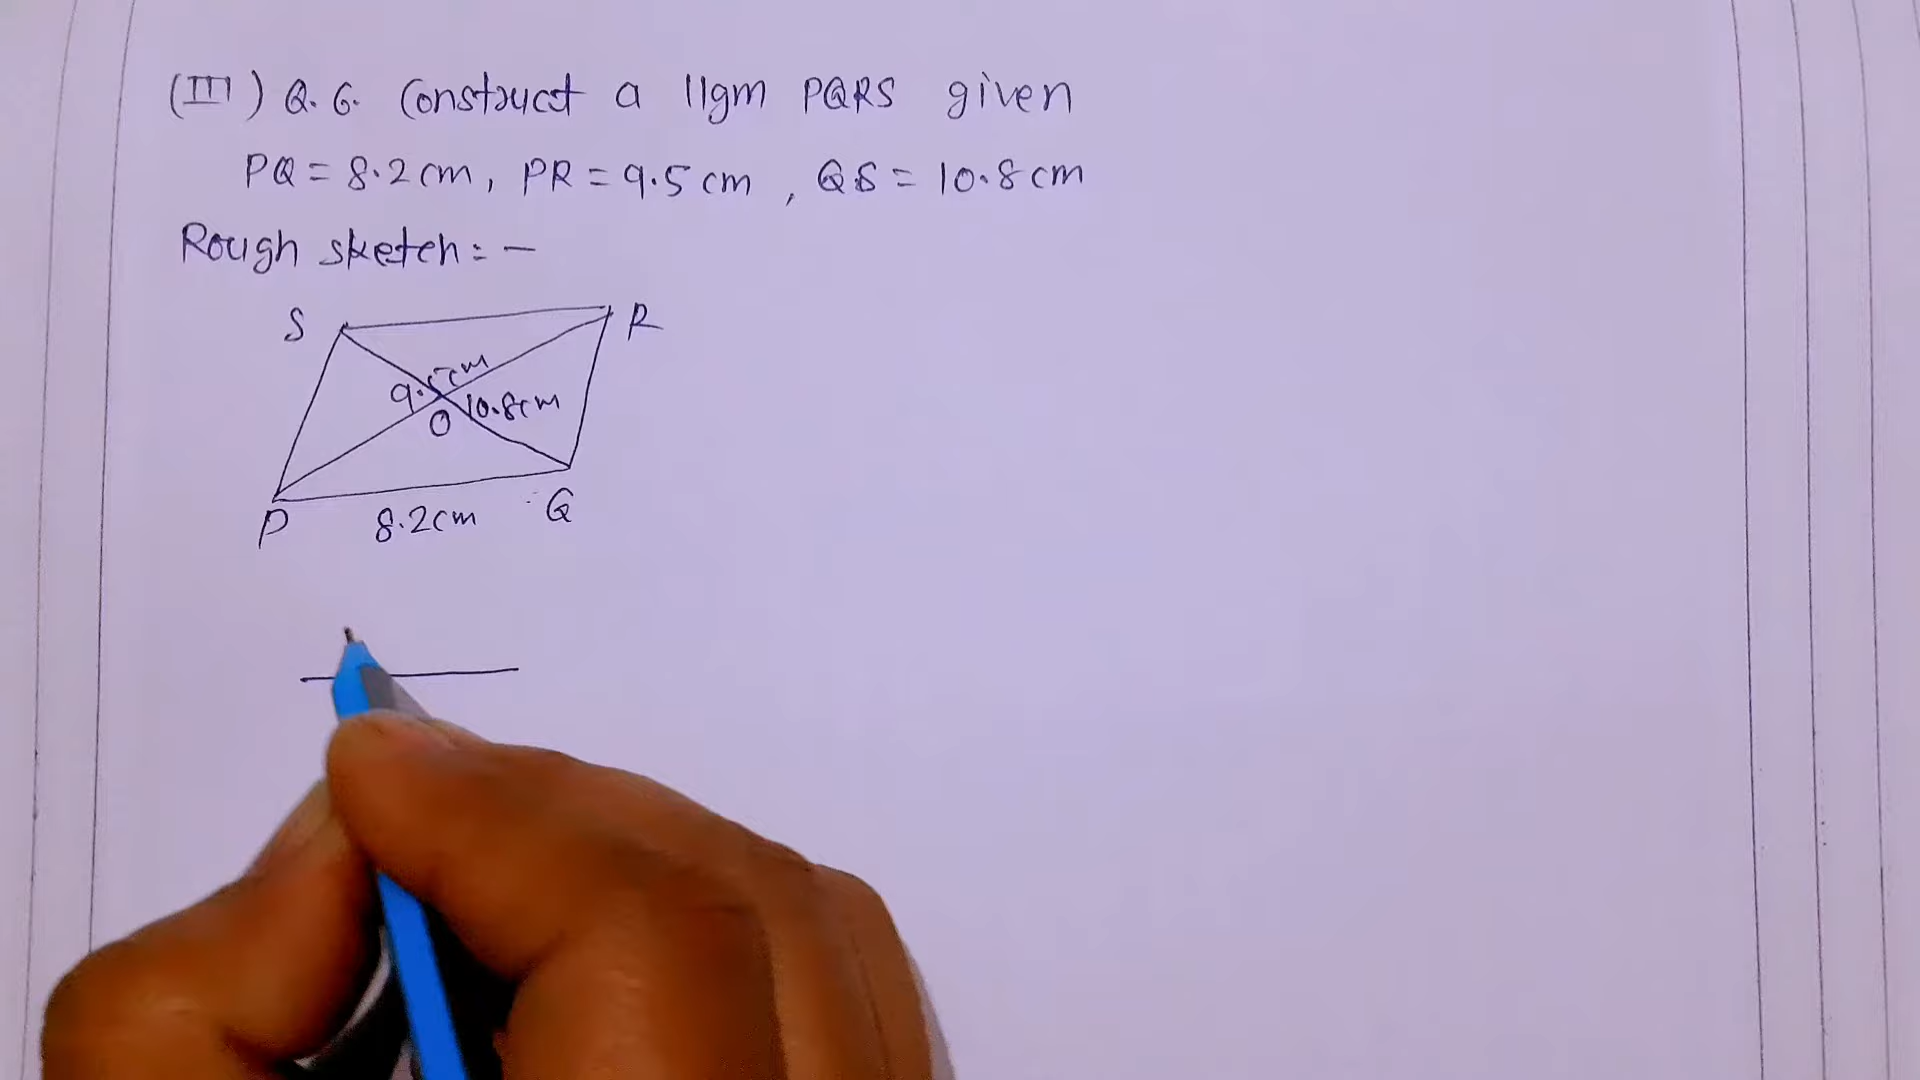 (III) Q. 6. Construct a 11gm PQRS given
PQ = 8.2 cm, PR = 9.5 cm, QS = 10.8 cm
Rough sketch: -
S R
9.5cm
10.8cm
O
P 8.2cm Q